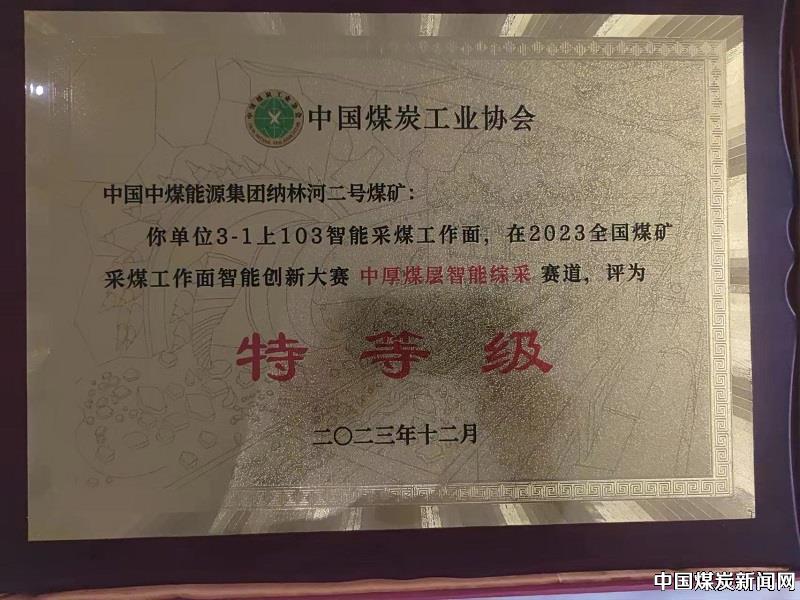 中国煤炭工业协会
中国中煤能源集团纳林河二号煤矿：
你单位3-1上103智能采煤工作面，在2023全国煤矿
采煤工作面智能创新大赛 中厚煤层智能综采 赛道，评为
特等级
二〇二三年十二月
中国煤炭新闻网